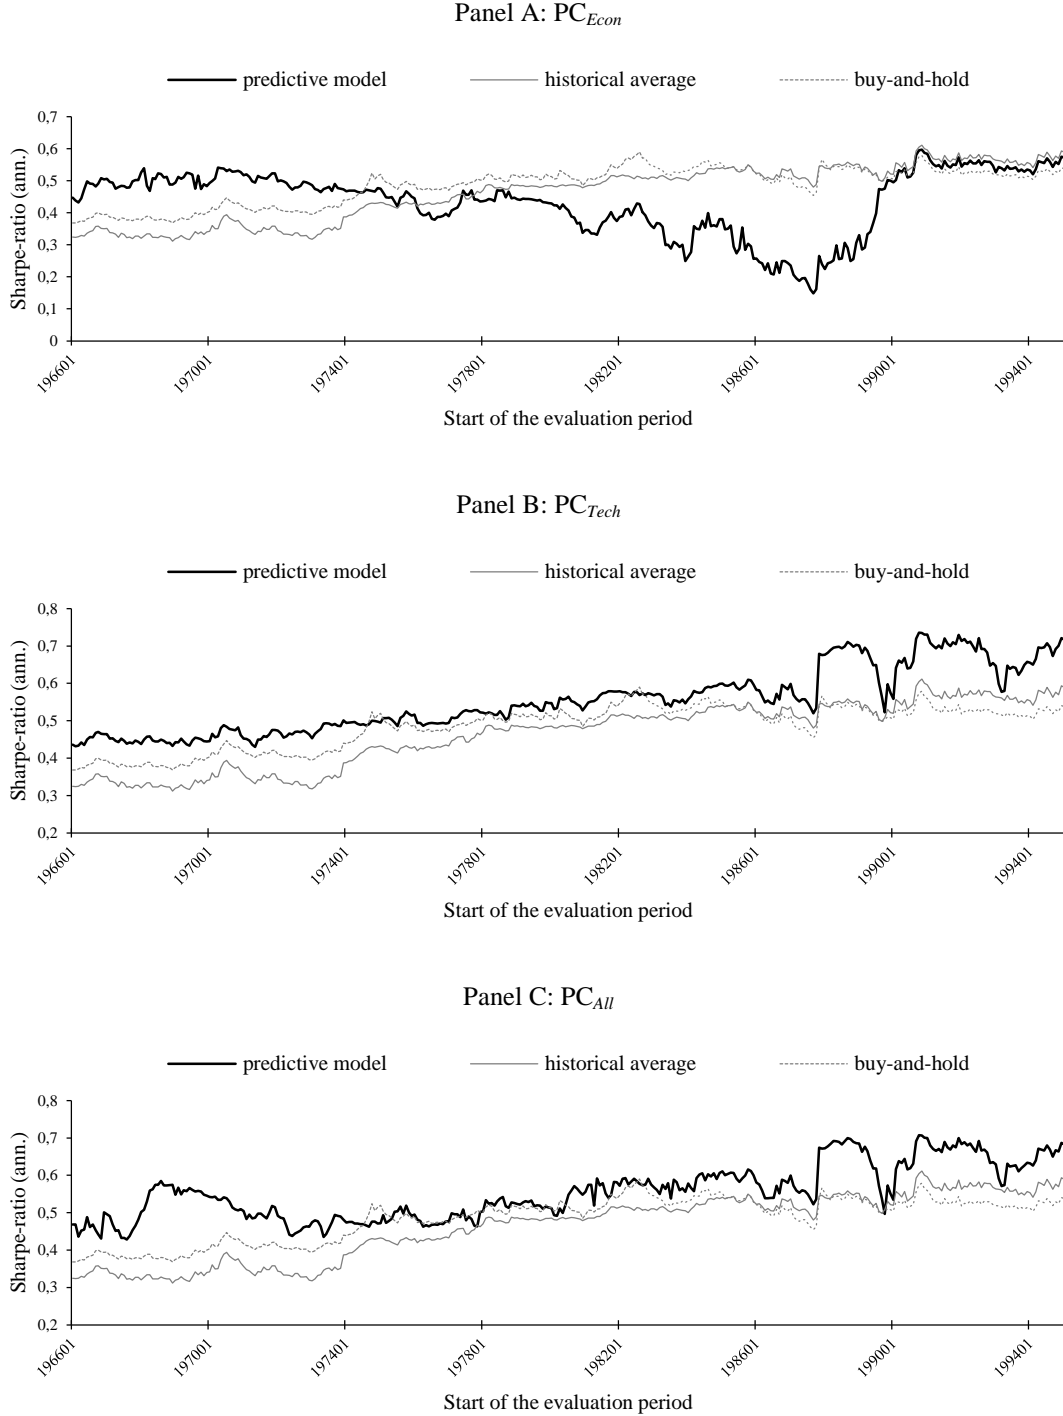 Panel A: PC_Econ
predictive model historical average buy-and-hold
Sharpe-ratio (ann.)
0,7
0,6
0,5
0,4
0,3
0,2
0,1
0
196601 197001 197401 197801 198201 198601 199001 199401
Start of the evaluation period
Panel B: PC_Tech
predictive model historical average buy-and-hold
Sharpe-ratio (ann.)
0,8
0,7
0,6
0,5
0,4
0,3
0,2
196601 197001 197401 197801 198201 198601 199001 199401
Start of the evaluation period
Panel C: PC_All
predictive model historical average buy-and-hold
Sharpe-ratio (ann.)
0,8
0,7
0,6
0,5
0,4
0,3
0,2
196601 197001 197401 197801 198201 198601 199001 199401
Start of the evaluation period